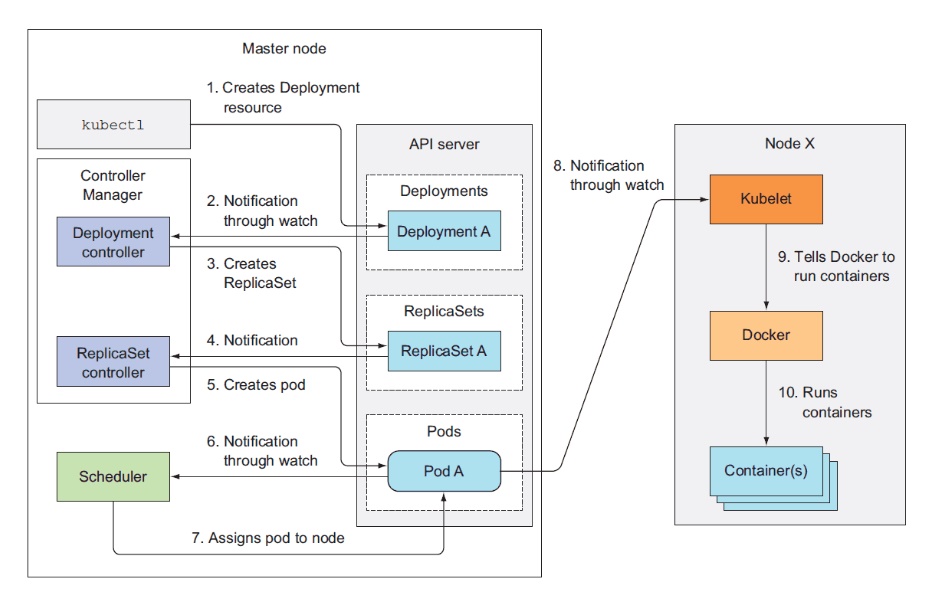 Master node
1. Creates Deployment
resource
kubectl
API server
Controller
Manager
Deployments
2. Notification
through watch
Deployment
controller
Deployment A
3. Creates
ReplicaSet
ReplicaSets
4. Notification
ReplicaSet
controller
ReplicaSet A
5. Creates pod
Pods
6. Notification
through watch
Scheduler
Pod A
7. Assigns pod to node
8. Notification
through watch
Node X
Kubelet
9. Tells Docker to
run containers
Docker
10. Runs
containers
Container(s)